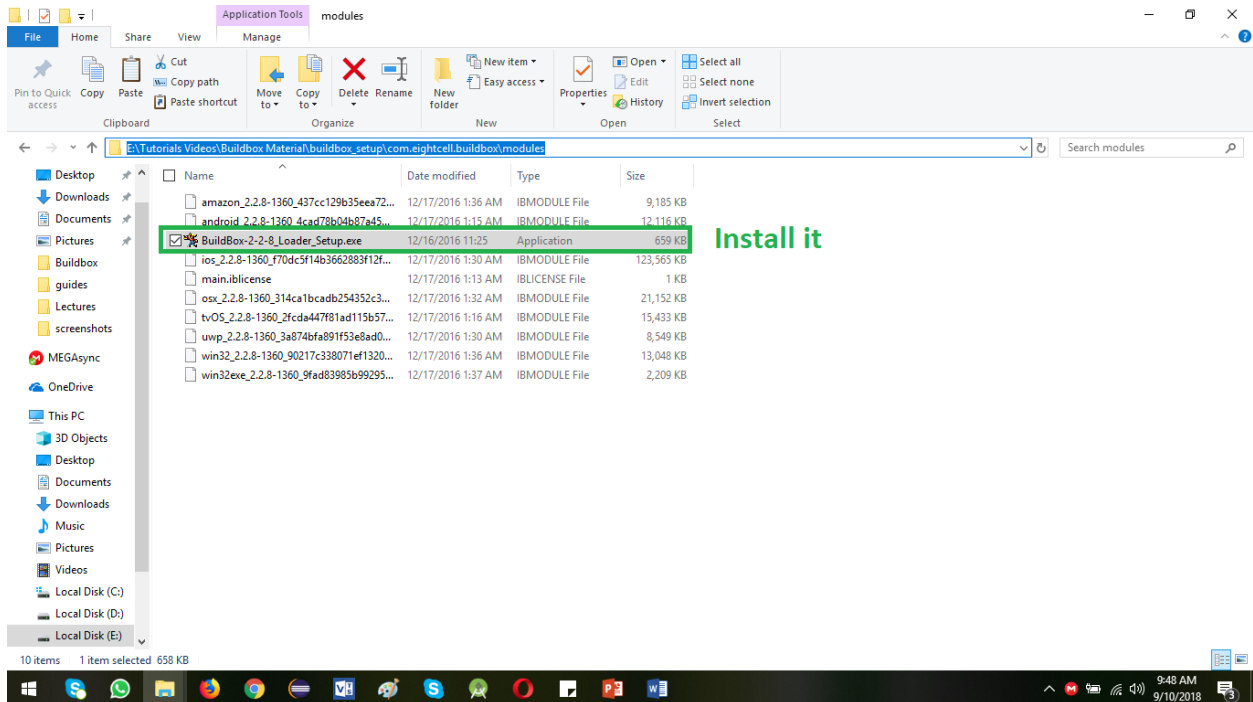 Application Tools modules
File Home Share View Manage
Pin to Quick access
Copy
Paste
Cut
Copy path
Paste shortcut
Clipboard
Move to
Copy to
Delete
Rename
Organize
New folder
New item
Easy access
New
Properties
Open
Edit
History
Open
Select all
Select none
Invert selection
Select
E:\Tutorials Videos\Buildbox Material\buildbox_setup\com.eightcell.buildbox\modules
Search modules
Desktop
Downloads
Documents
Pictures
Buildbox
guides
Lectures
screenshots
MEGAsync
OneDrive
This PC
3D Objects
Desktop
Documents
Downloads
Music
Pictures
Videos
Local Disk (C:)
Local Disk (D:)
Local Disk (E:)
Name Date modified Type Size
amazon_2.2.8-1360_437cc129b35eea72... 12/17/2016 1:36 AM IBMODULE File 9,185 KB
android_2.2.8-1360_4cad78b04b87a45... 12/17/2016 1:15 AM IBMODULE File 12,116 KB
BuildBox-2-2-8_Loader_Setup.exe 12/16/2016 11:25 Application 659 KB
Install it
ios_2.2.8-1360_f70dc5f14b3662883f12f... 12/17/2016 1:30 AM IBMODULE File 123,565 KB
main.iblicense 12/17/2016 1:13 AM IBLICENSE File 1 KB
osx_2.2.8-1360_314ca1bcadb254352c3... 12/17/2016 1:32 AM IBMODULE File 21,152 KB
tvOS_2.2.8-1360_2fcda447f81ad115b57... 12/17/2016 1:16 AM IBMODULE File 15,433 KB
uwp_2.2.8-1360_3a874bfa891f53e8ad0... 12/17/2016 1:30 AM IBMODULE File 8,549 KB
win32_2.2.8-1360_90217c338071ef1320... 12/17/2016 1:36 AM IBMODULE File 13,048 KB
win32exe_2.2.8-1360_9fad83985b99295... 12/17/2016 1:37 AM IBMODULE File 2,209 KB
10 items 1 item selected 658 KB
9:48 AM
9/10/2018
3